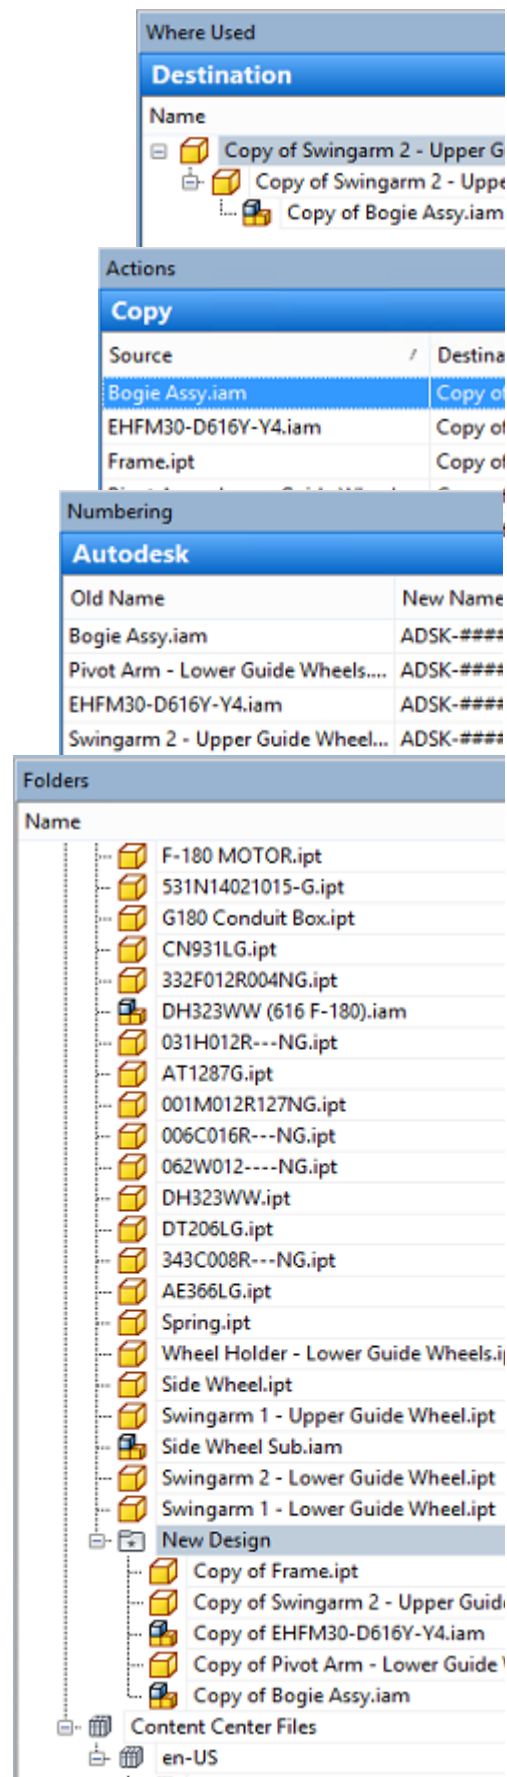 Where Used
Destination
Name
Copy of Swingarm 2 - Upper G
Copy of Swingarm 2 - Uppe
Copy of Bogie Assy.iam
Actions
Copy
Source / Destina
Bogie Assy.iam Copy of
EHFM30-D616Y-Y4.iam Copy of
Frame.ipt Copy of
Numbering
Autodesk
Old Name New Name
Bogie Assy.iam ADSK-####
Pivot Arm - Lower Guide Wheels.... ADSK-####
EHFM30-D616Y-Y4.iam ADSK-####
Swingarm 2 - Upper Guide Wheel... ADSK-####
Folders
Name
F-180 MOTOR.ipt
531N14021015-G.ipt
G180 Conduit Box.ipt
CN931LG.ipt
332F012R004NG.ipt
DH323WW (616 F-180).iam
031H012R---NG.ipt
AT1287G.ipt
001M012R127NG.ipt
006C016R---NG.ipt
062W012----NG.ipt
DH323WW.ipt
DT206LG.ipt
343C008R---NG.ipt
AE366LG.ipt
Spring.ipt
Wheel Holder - Lower Guide Wheels.ip
Side Wheel.ipt
Swingarm 1 - Upper Guide Wheel.ipt
Side Wheel Sub.iam
Swingarm 2 - Lower Guide Wheel.ipt
Swingarm 1 - Lower Guide Wheel.ipt
New Design
Copy of Frame.ipt
Copy of Swingarm 2 - Upper Guid
Copy of EHFM30-D616Y-Y4.iam
Copy of Pivot Arm - Lower Guide
Copy of Bogie Assy.iam
Content Center Files
en-US